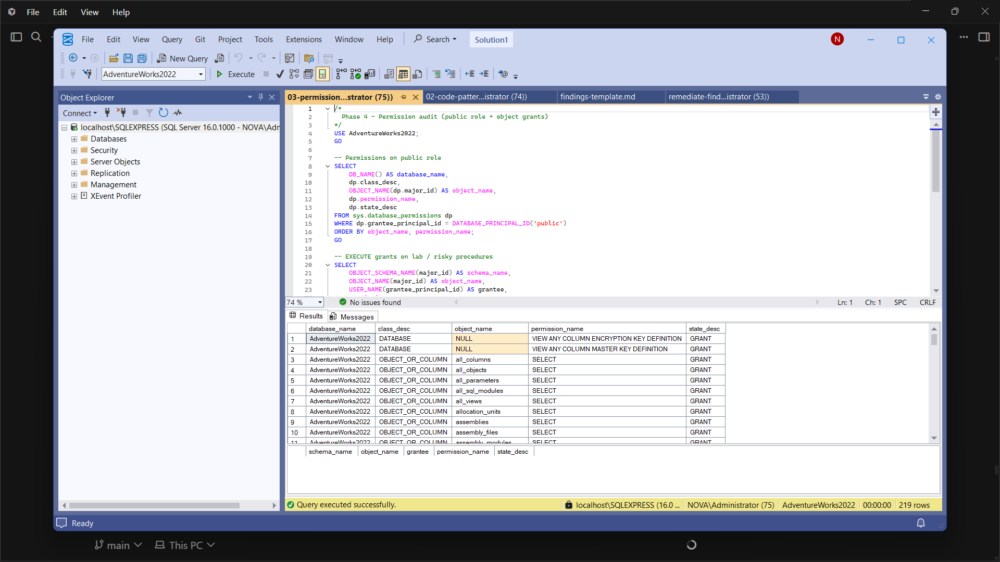 File Edit View Help
File Edit View Query Git Project Tools Extensions Window Help Search Solution1 N
New Query
AdventureWorks2022 Execute
Object Explorer
Connect
localhost\SQLEXPRESS (SQL Server 16.0.1000 - NOVA\Adm
Databases
Security
Server Objects
Replication
Management
XEvent Profiler
03-permission...strator (75)) 02-code-patter...istrator (74)) findings-template.md remediate-find...istrator (53))
1 /*
2 Phase 4 – Permission audit (public role + object grants)
3 */
4 USE AdventureWorks2022;
5 GO
6
7 -- Permissions on public role
8 SELECT
9 DB_NAME() AS database_name,
10 dp.class_desc,
11 OBJECT_NAME(dp.major_id) AS object_name,
12 dp.permission_name,
13 dp.state_desc
14 FROM sys.database_permissions dp
15 WHERE dp.grantee_principal_id = DATABASE_PRINCIPAL_ID('public')
16 ORDER BY object_name, permission_name;
17 GO
18
19 -- EXECUTE grants on lab / risky procedures
20 SELECT
21 OBJECT_SCHEMA_NAME(major_id) AS schema_name,
22 OBJECT_NAME(major_id) AS object_name,
23 USER_NAME(grantee_principal_id) AS grantee,
74 % No issues found Ln: 1 Ch: 1 SPC CRLF
Results Messages
database_name class_desc object_name permission_name state_desc
1 AdventureWorks2022 DATABASE NULL VIEW ANY COLUMN ENCRYPTION KEY DEFINITION GRANT
2 AdventureWorks2022 DATABASE NULL VIEW ANY COLUMN MASTER KEY DEFINITION GRANT
3 AdventureWorks2022 OBJECT_OR_COLUMN all_columns SELECT GRANT
4 AdventureWorks2022 OBJECT_OR_COLUMN all_objects SELECT GRANT
5 AdventureWorks2022 OBJECT_OR_COLUMN all_parameters SELECT GRANT
6 AdventureWorks2022 OBJECT_OR_COLUMN all_sql_modules SELECT GRANT
7 AdventureWorks2022 OBJECT_OR_COLUMN all_views SELECT GRANT
8 AdventureWorks2022 OBJECT_OR_COLUMN allocation_units SELECT GRANT
9 AdventureWorks2022 OBJECT_OR_COLUMN assemblies SELECT GRANT
10 AdventureWorks2022 OBJECT_OR_COLUMN assembly_files SELECT GRANT
11 AdventureWorks2022 OBJECT_OR_COLUMN assembly_modules SELECT GRANT
schema_name object_name grantee permission_name state_desc
Query executed successfully. localhost\SQLEXPRESS (16.0 ... NOVA\Administrator (75) AdventureWorks2022 00:00:00 219 rows
Ready
main This PC